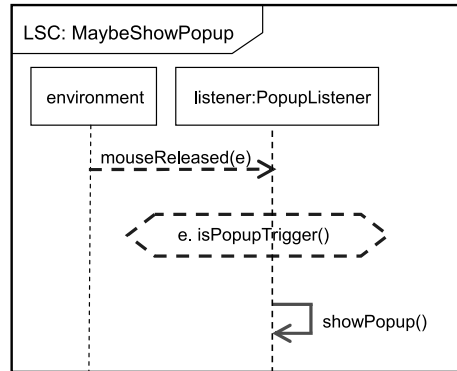 LSC: MaybeShowPopup
environment
listener:PopupListener
mouseReleased(e)
e. isPopupTrigger()
showPopup()